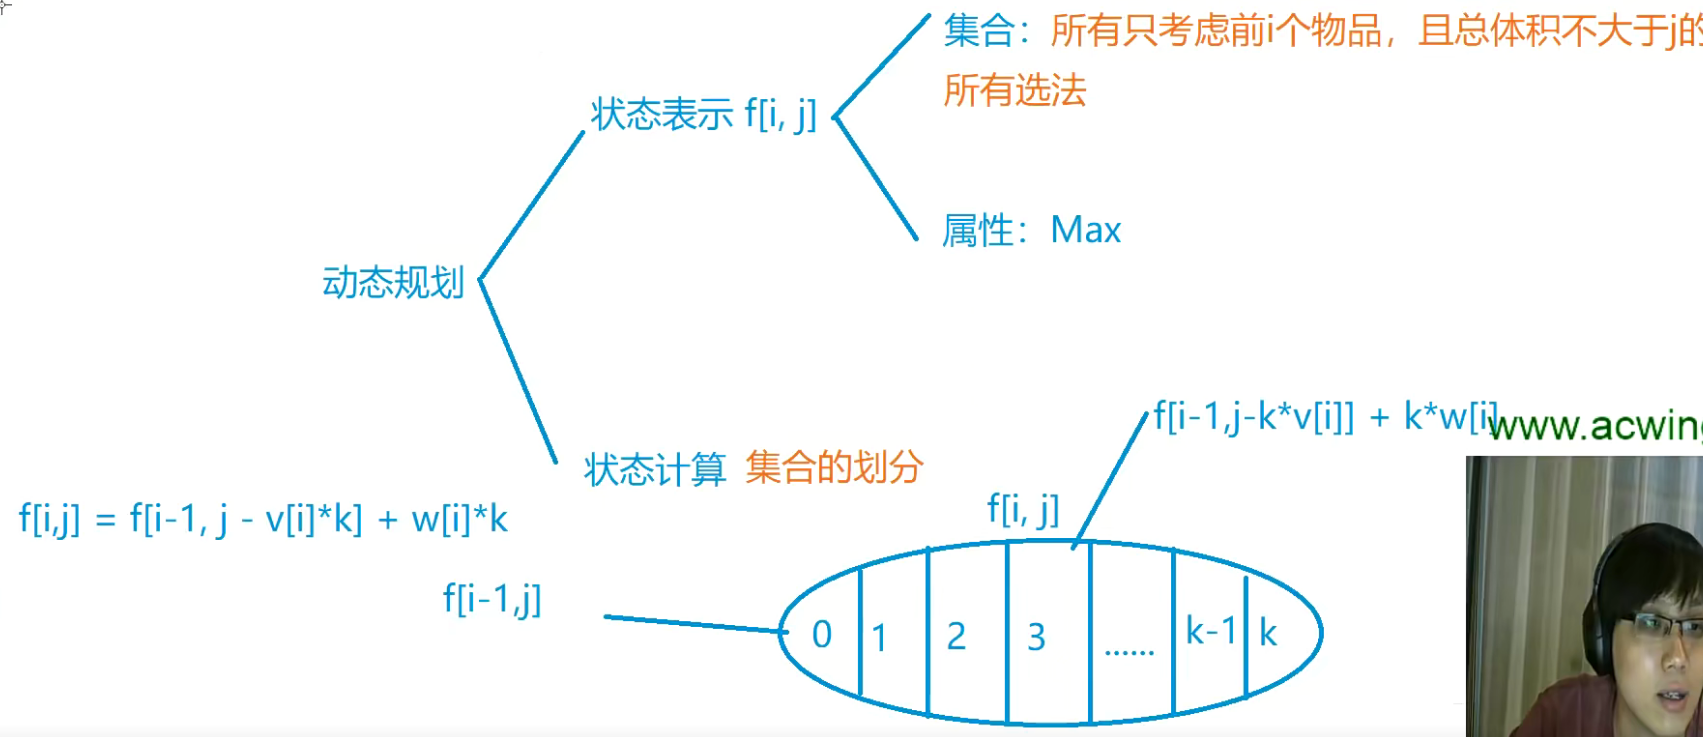 集合：所有只考虑前i个物品，且总体积不大于j的
所有选法
状态表示 f[i, j]
属性：Max
动态规划
f[i-1,j-k*v[i]] + k*w[i]
www.acwing
状态计算 集合的划分
f[i,j] = f[i-1, j - v[i]*k] + w[i]*k
f[i, j]
f[i-1,j]
0 1 2 3 ...... k-1 k